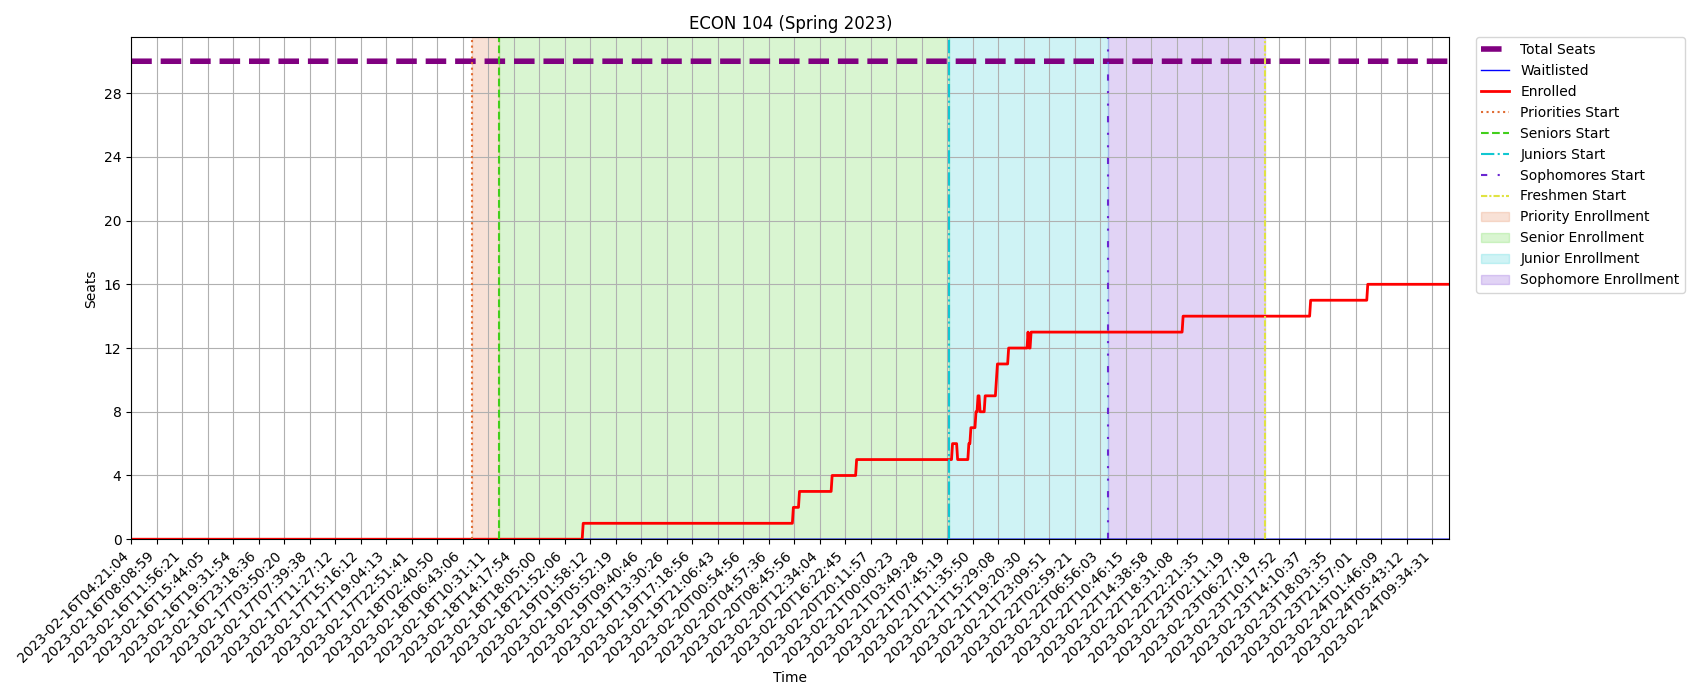 ECON 104 (Spring 2023)
Seats
28
24
20
16
12
8
4
0
2023-02-16T04:21:04
2023-02-16T08:08:59
2023-02-16T11:56:21
2023-02-16T15:44:05
2023-02-16T19:31:54
2023-02-16T23:18:36
2023-02-17T03:50:20
2023-02-17T07:39:38
2023-02-17T11:27:12
2023-02-17T15:16:12
2023-02-17T19:04:13
2023-02-17T22:51:41
2023-02-18T02:40:50
2023-02-18T06:43:06
2023-02-18T10:31:11
2023-02-18T14:17:54
2023-02-18T18:05:00
2023-02-18T21:52:06
2023-02-19T01:58:12
2023-02-19T05:52:19
2023-02-19T09:40:46
2023-02-19T13:30:26
2023-02-19T17:18:56
2023-02-19T21:06:43
2023-02-20T00:54:56
2023-02-20T04:57:36
2023-02-20T08:45:56
2023-02-20T12:34:04
2023-02-20T16:22:45
2023-02-20T20:11:57
2023-02-21T00:00:23
2023-02-21T03:49:28
2023-02-21T07:45:19
2023-02-21T11:35:50
2023-02-21T15:29:08
2023-02-21T19:20:30
2023-02-21T23:09:51
2023-02-22T02:59:21
2023-02-22T06:56:03
2023-02-22T10:46:15
2023-02-22T14:38:58
2023-02-22T18:31:08
2023-02-22T22:21:35
2023-02-23T02:11:19
2023-02-23T06:27:18
2023-02-23T10:17:52
2023-02-23T14:10:37
2023-02-23T18:03:35
2023-02-23T21:57:01
2023-02-24T01:46:09
2023-02-24T05:43:12
2023-02-24T09:34:31
Time
Total Seats
Waitlisted
Enrolled
Priorities Start
Seniors Start
Juniors Start
Sophomores Start
Freshmen Start
Priority Enrollment
Senior Enrollment
Junior Enrollment
Sophomore Enrollment